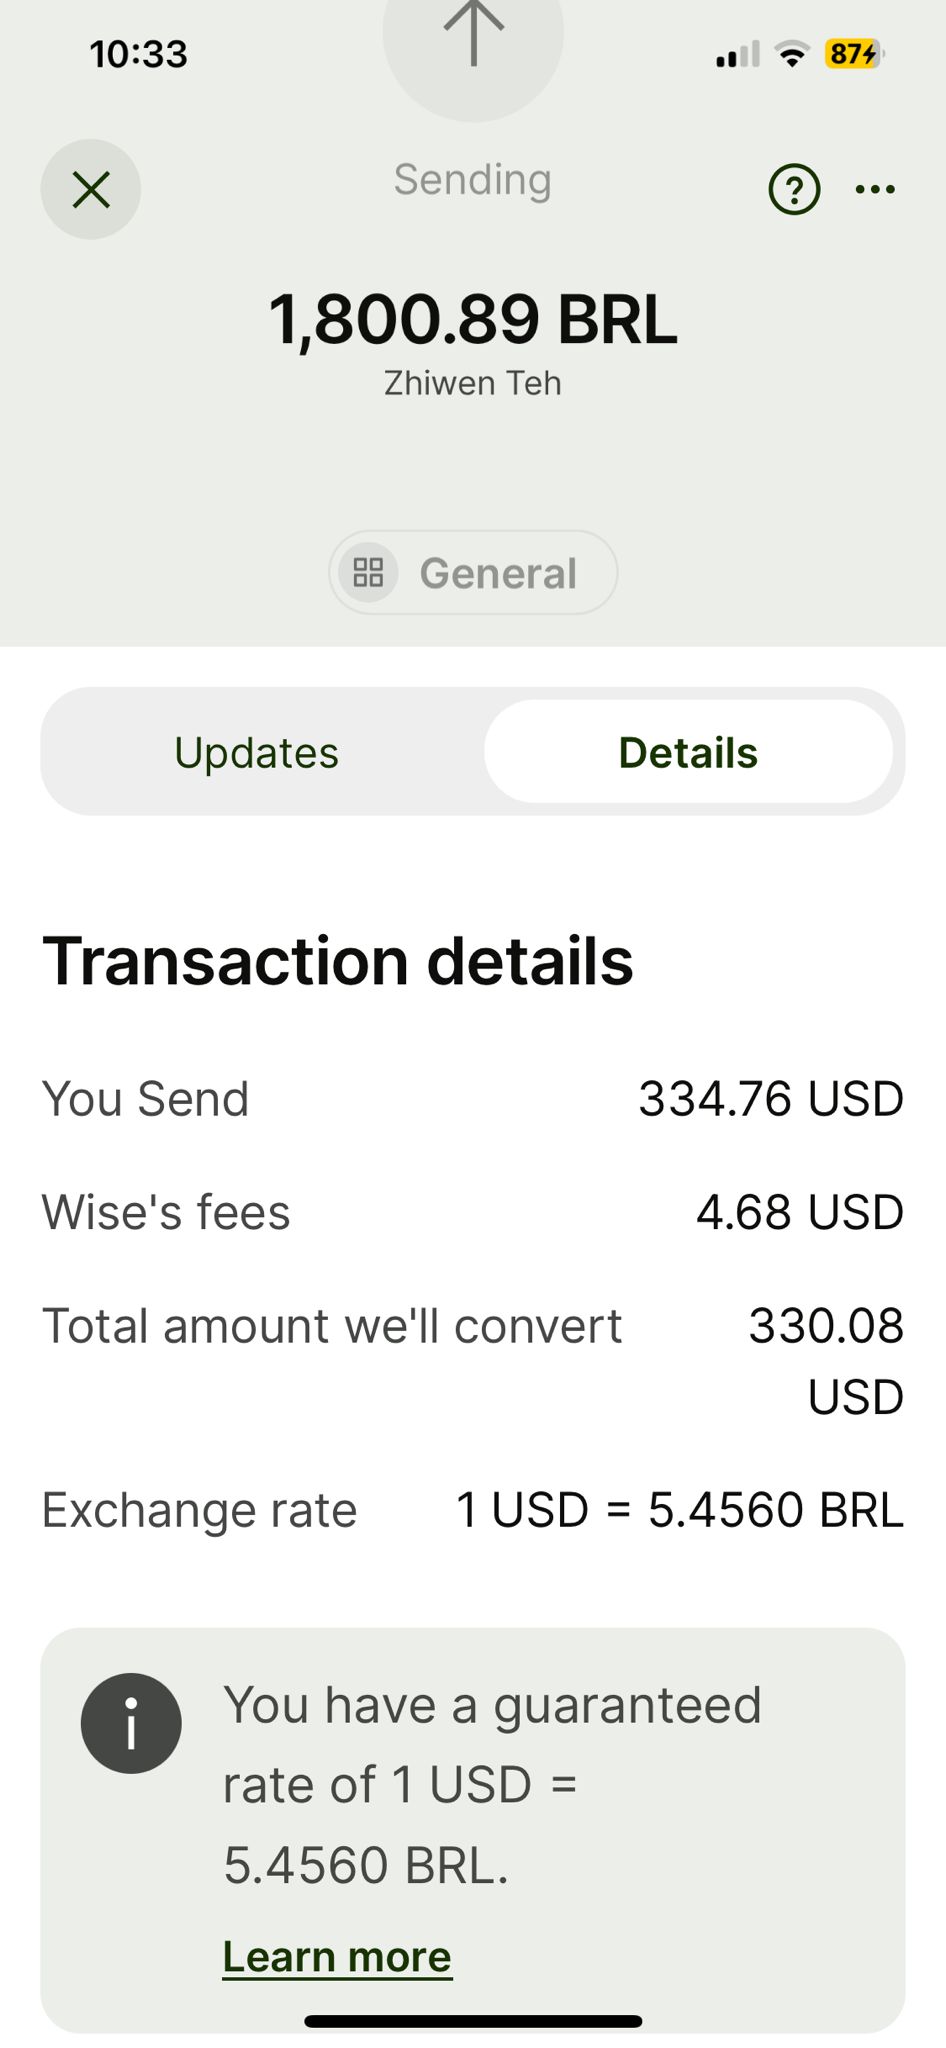 10:33
87
Sending
1,800.89 BRL
Zhiwen Teh
General
Updates
Details
Transaction details
You Send
334.76 USD
Wise's fees
4.68 USD
Total amount we'll convert
330.08
USD
Exchange rate
1 USD = 5.4560 BRL
You have a guaranteed
rate of 1 USD =
5.4560 BRL.
Learn more